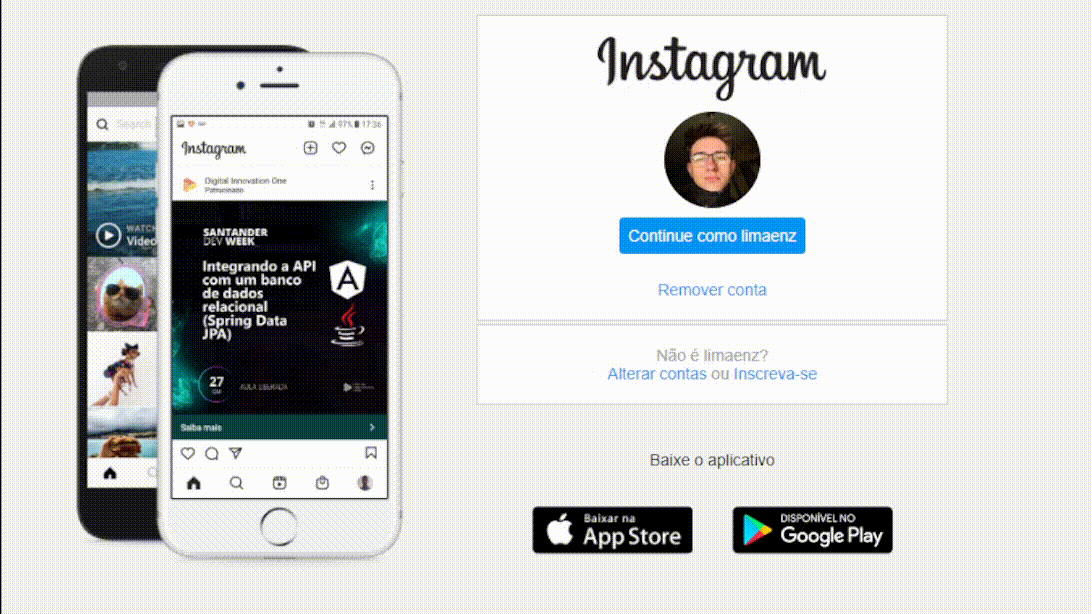 Search
WATCH
Video
97% 17:36
Instagram
Digital Innovation One
Patrocinado
SANTANDER
DEV WEEK
Integrando a API
com um banco
de dados
relacional
(Spring Data
JPA)
27
AULA LIBERADA
Saiba mais
Instagram
Continue como limaenz
Remover conta
Não é limaenz?
Alterar contas ou Inscreva-se
Baixe o aplicativo
Baixar na
App Store
DISPONÍVEL NO
Google Play